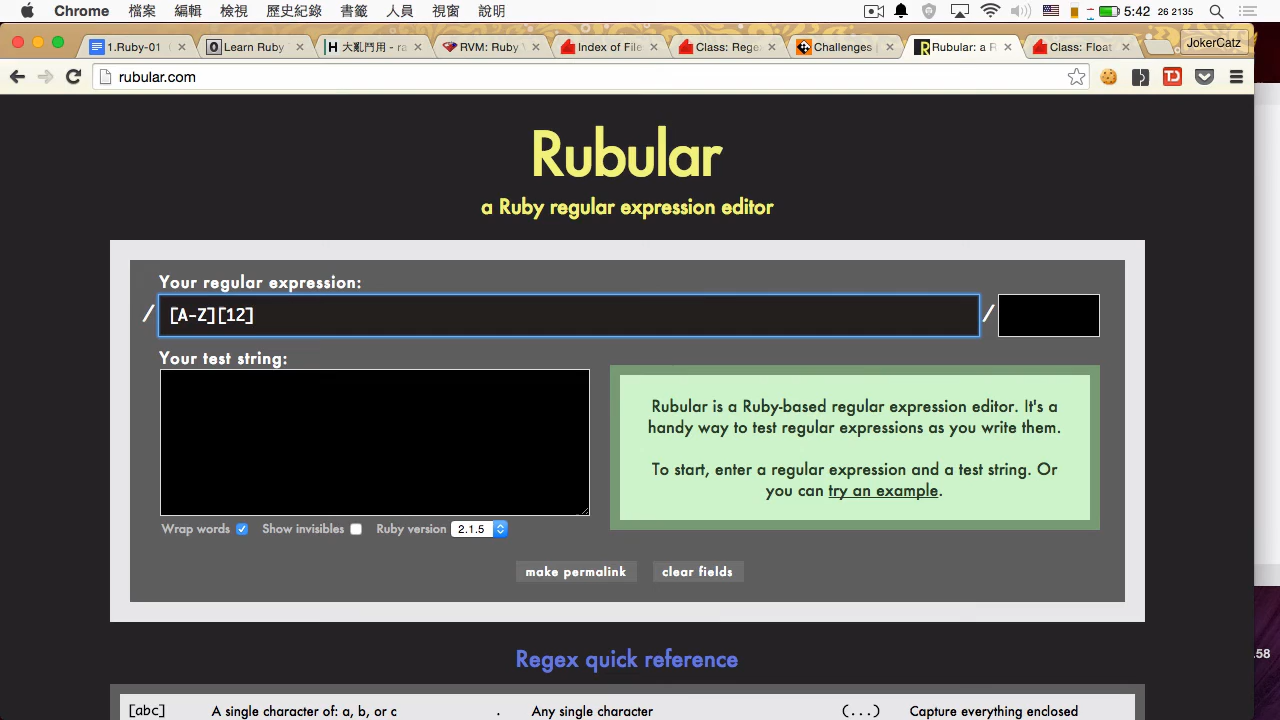 Chrome 檔案 編輯 檢視 歷史紀錄 書籤 人員 視窗 說明 5:42 26 2135
1.Ruby-01 Learn Ruby 大亂鬥用 - ra RVM: Ruby Index of File Class: Rege Challenges Rubular: a R Class: Float JokerCatz
rubular.com
Rubular
a Ruby regular expression editor
Your regular expression:
/ [A-Z][12] /
Your test string:
Rubular is a Ruby-based regular expression editor. It's a
handy way to test regular expressions as you write them.
To start, enter a regular expression and a test string. Or
you can try an example.
Wrap words Show invisibles Ruby version 2.1.5
make permalink clear fields
.58
Regex quick reference
[abc] A single character of: a, b, or c . Any single character (...) Capture everything enclosed